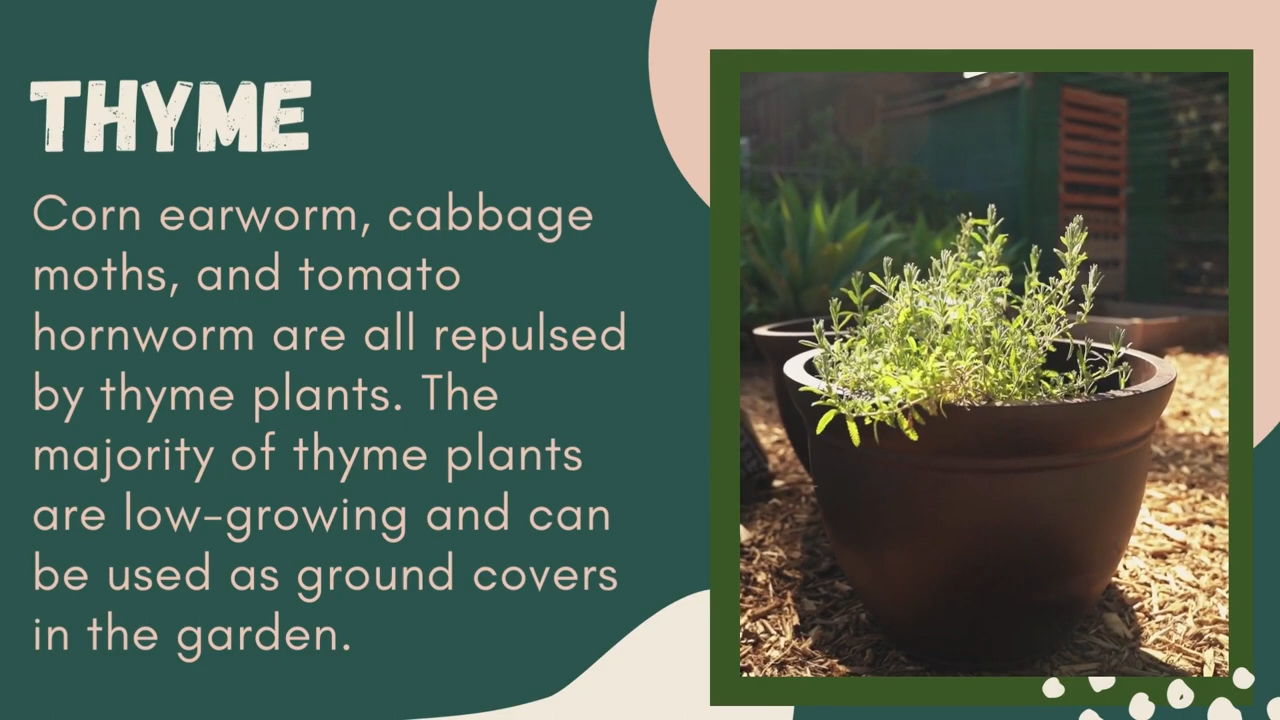 THYME
Corn earworm, cabbage
moths, and tomato
hornworm are all repulsed
by thyme plants. The
majority of thyme plants
are low-growing and can
be used as ground covers
in the garden.